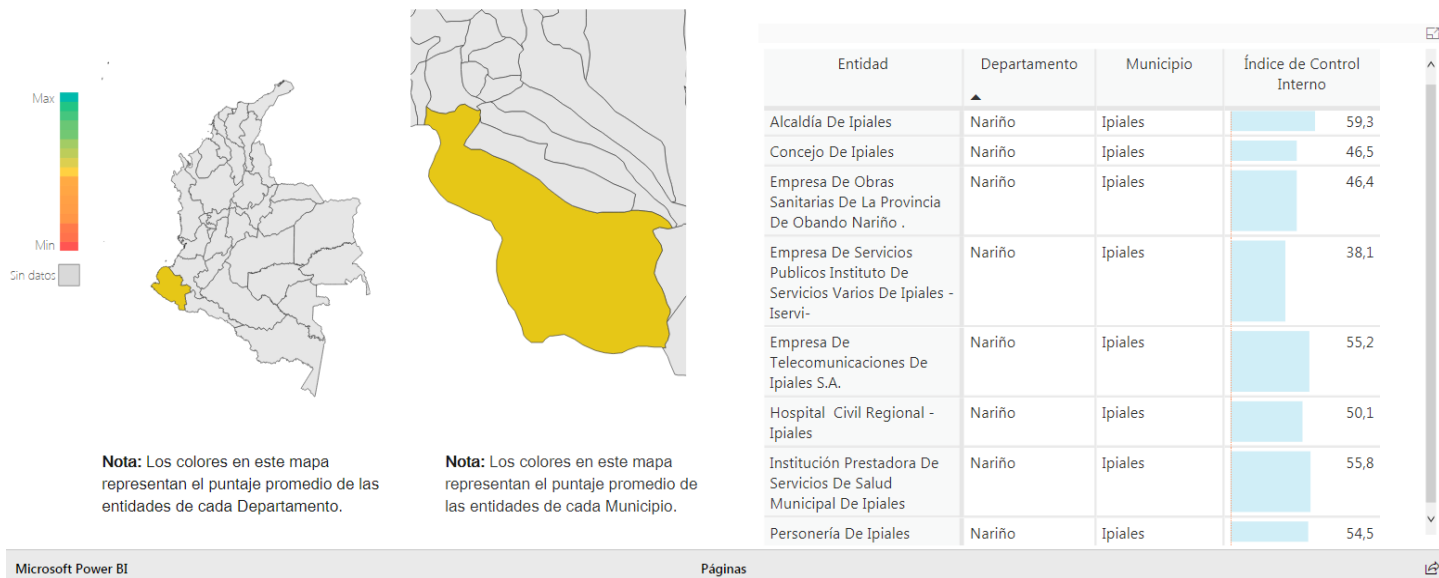 Max
Min
Sin datos
Nota: Los colores en este mapa
representan el puntaje promedio de las
entidades de cada Departamento.
Nota: Los colores en este mapa
representan el puntaje promedio de
las entidades de cada Municipio.
Entidad Departamento Municipio Índice de Control
Interno
Alcaldía De Ipiales Nariño Ipiales 59,3
Concejo De Ipiales Nariño Ipiales 46,5
Empresa De Obras Nariño Ipiales 46,4
Sanitarias De La Provincia
De Obando Nariño .
Empresa De Servicios Nariño Ipiales 38,1
Publicos Instituto De
Servicios Varios De Ipiales -
Iservi-
Empresa De Nariño Ipiales 55,2
Telecomunicaciones De
Ipiales S.A.
Hospital Civil Regional - Nariño Ipiales 50,1
Ipiales
Institución Prestadora De Nariño Ipiales 55,8
Servicios De Salud
Municipal De Ipiales
Personería De Ipiales Nariño Ipiales 54,5
Microsoft Power BI Páginas